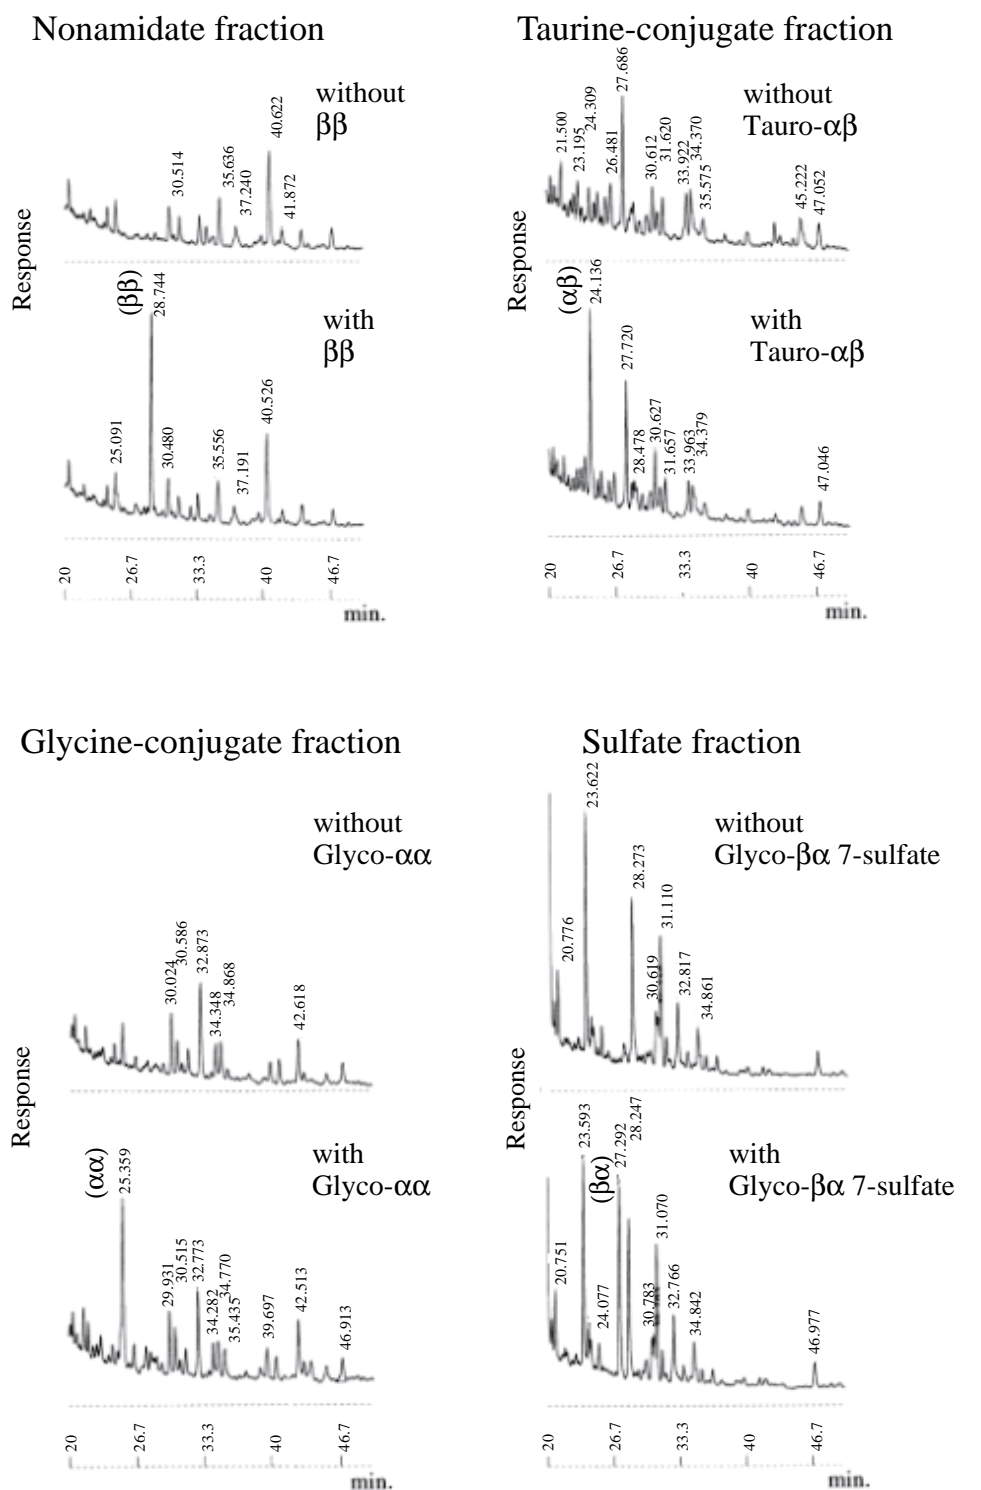 Nonamidate fraction
without
ββ
Response
30.514
35.636
37.240
40.622
41.872
(ββ)
28.744
with
ββ
25.091
30.480
35.556
37.191
40.526
20
26.7
33.3
40
46.7
min.
Taurine-conjugate fraction
without
Tauro-αβ
Response
21.500
23.195
24.309
26.481
27.686
30.612
31.620
33.922
34.370
35.575
45.222
47.052
(αβ)
24.136
with
Tauro-αβ
27.720
28.478
30.627
31.657
33.963
34.379
47.046
20
26.7
33.3
40
46.7
min.
Glycine-conjugate fraction
without
Glyco-αα
Response
30.024
30.586
32.873
34.348
34.868
42.618
(αα)
25.359
with
Glyco-αα
29.931
30.515
32.773
34.282
34.770
35.435
39.697
42.513
46.913
20
26.7
33.3
40
46.7
min.
Sulfate fraction
without
Glyco-βα 7-sulfate
Response
20.776
23.622
28.273
30.619
31.110
32.817
34.861
with
Glyco-βα 7-sulfate
20.751
23.593
24.077
(βα)
27.292
28.247
30.783
31.070
32.766
34.842
46.977
20
26.7
33.3
40
46.7
min.